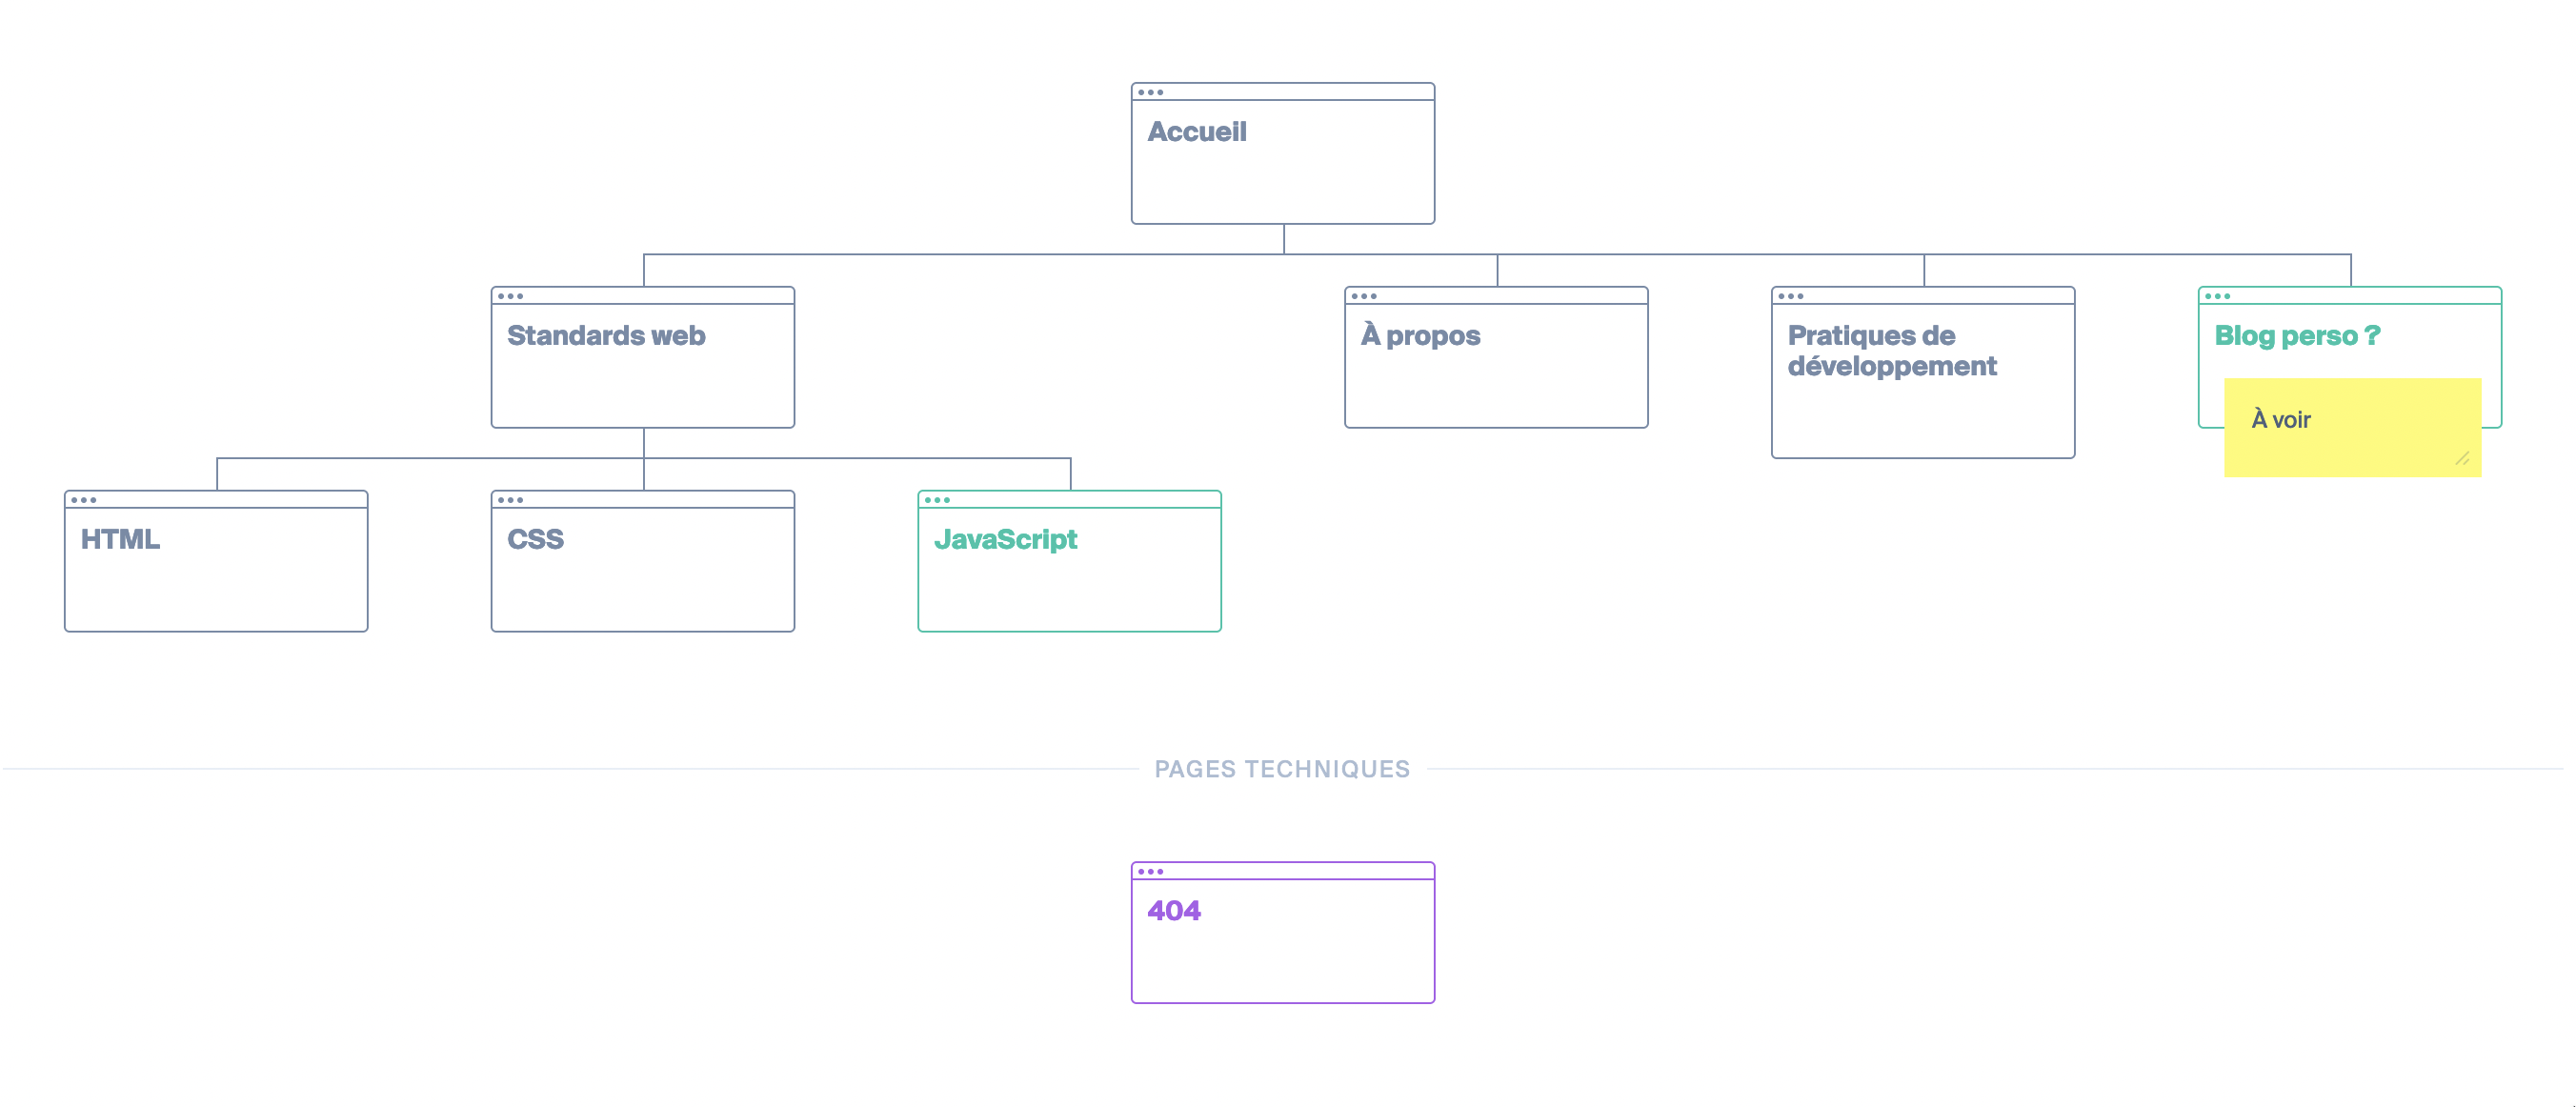 Accueil
Standards web
À propos
Pratiques de
développement
Blog perso ?
À voir
HTML
CSS
JavaScript
PAGES TECHNIQUES
404